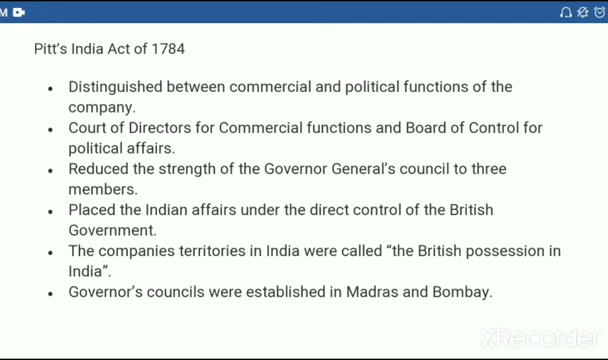 M
Pitt's India Act of 1784
• Distinguished between commercial and political functions of the
company.
• Court of Directors for Commercial functions and Board of Control for
political affairs.
• Reduced the strength of the Governor General's council to three
members.
• Placed the Indian affairs under the direct control of the British
Government.
• The companies territories in India were called “the British possession in
India”.
• Governor's councils were established in Madras and Bombay.
XRecorder